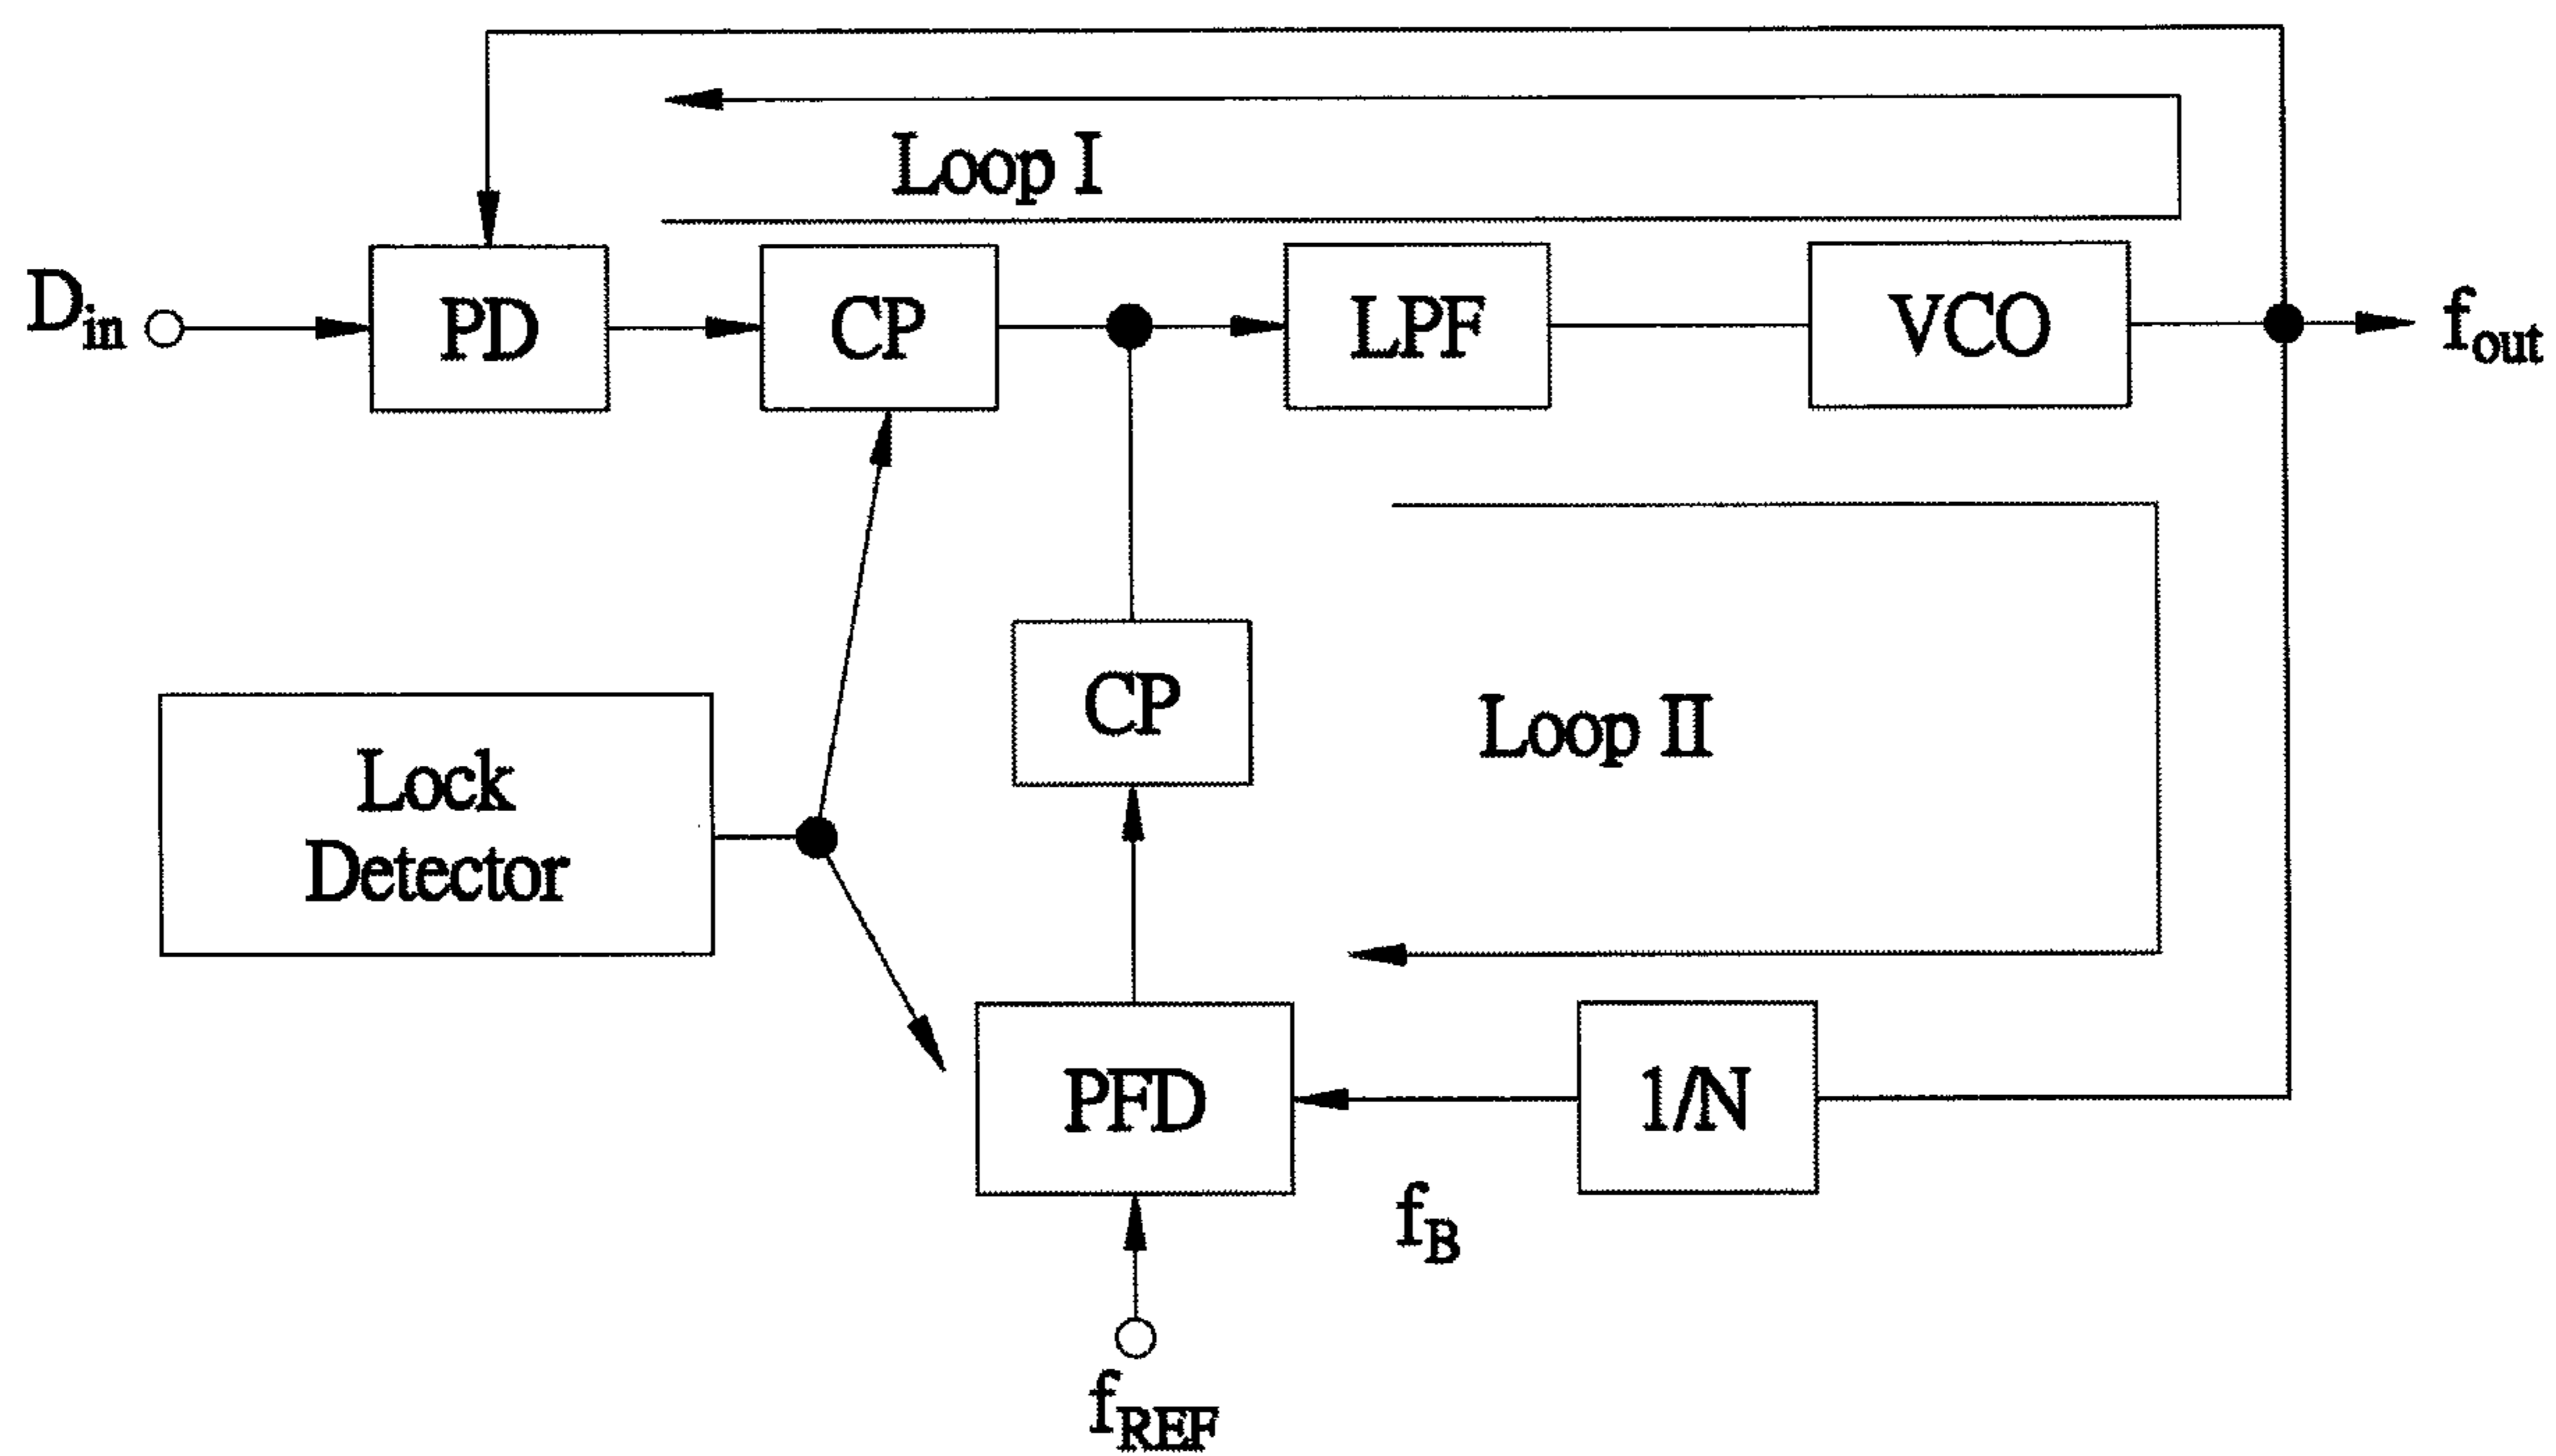 Loop I
D_in
PD
CP
LPF
VCO
f_out
CP
Loop II
Lock
Detector
PFD
1/N
f_B
f_REF